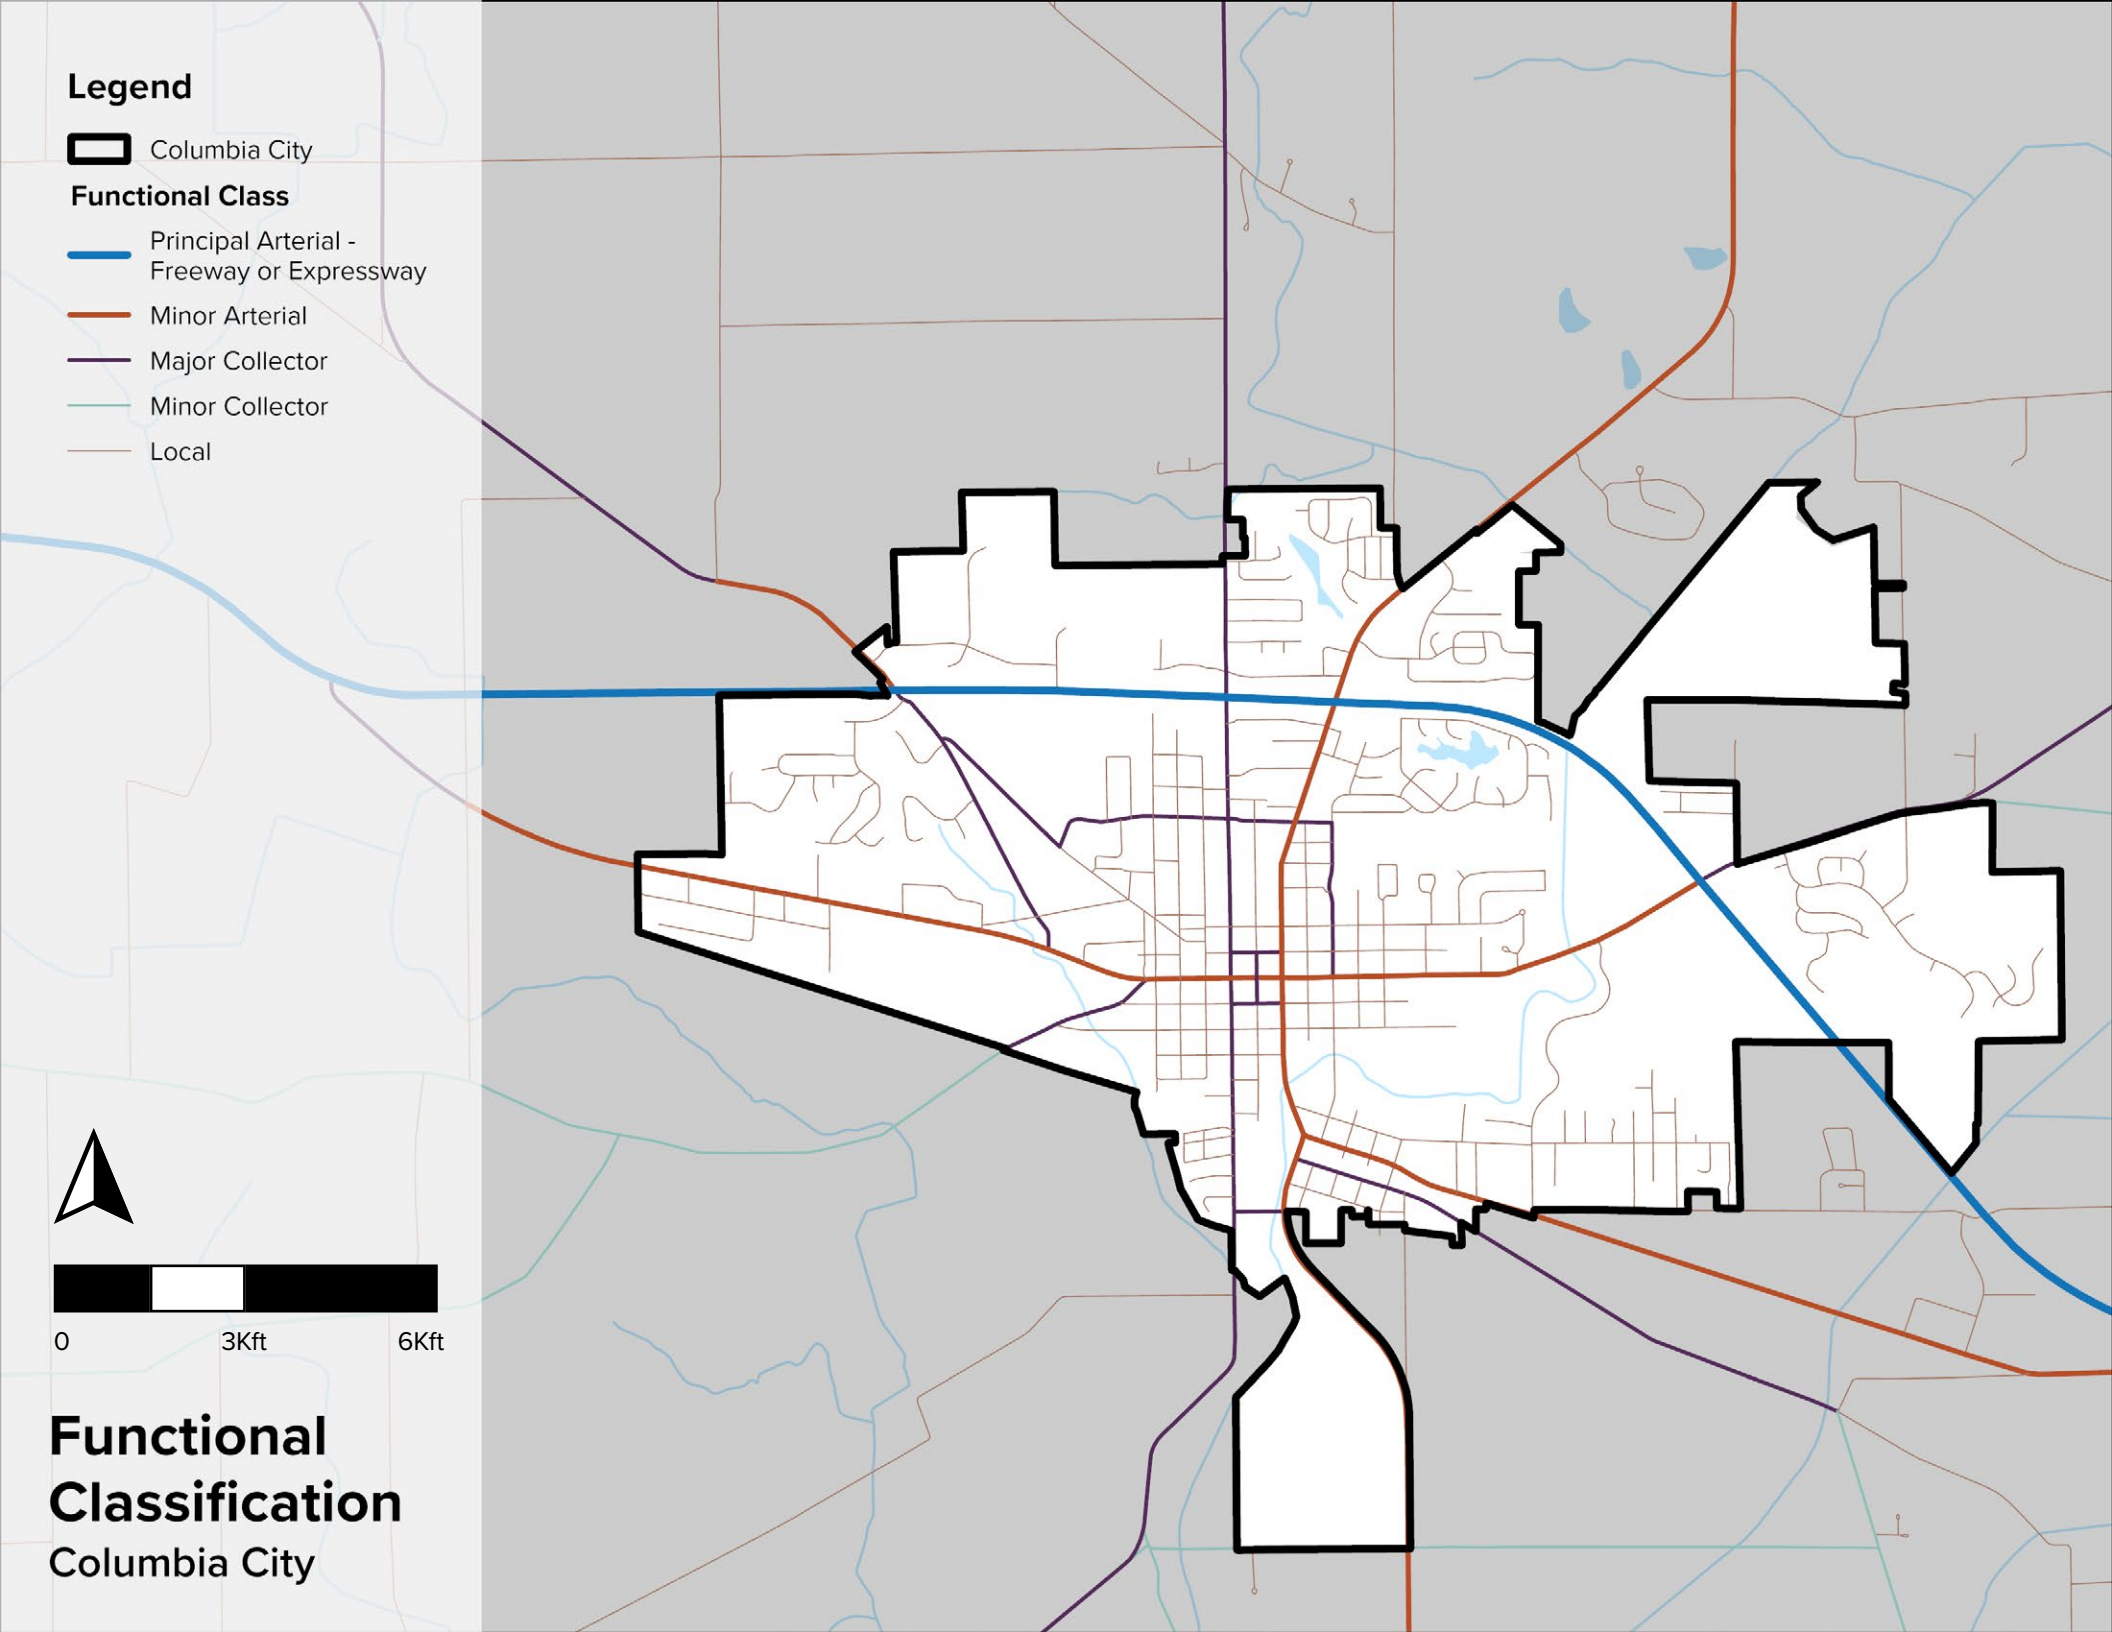 Legend
Columbia City
Functional Class
Principal Arterial -
Freeway or Expressway
Minor Arterial
Major Collector
Minor Collector
Local
0 3Kft 6Kft
Functional
Classification
Columbia City